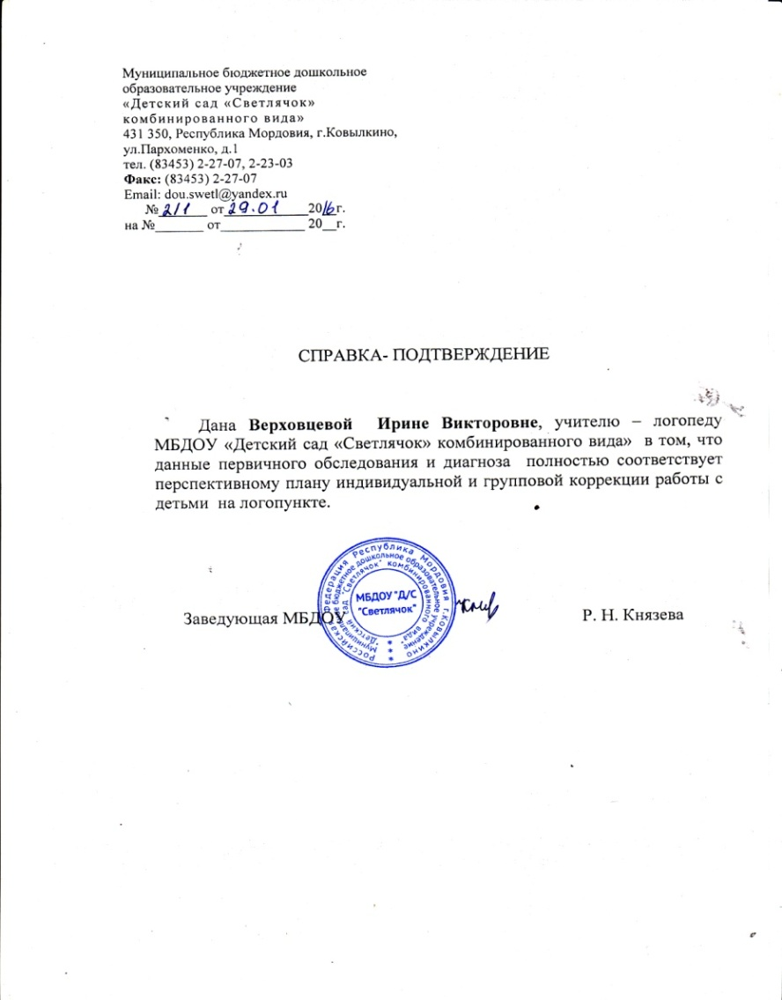 Муниципальное бюджетное дошкольное
образовательное учреждение
«Детский сад «Светлячок»
комбинированного вида»
431 350, Республика Мордовия, г.Ковылкино,
ул.Пархоменко, д.1
тел. (83453) 2-27-07, 2-23-03
Факс: (83453) 2-27-07
Email: dou.swetl@yandex.ru
№ 2/1 от 29.01 2016г.
на №_______ от____________ 20__г.
СПРАВКА- ПОДТВЕРЖДЕНИЕ
Дана Верховцевой Ирине Викторовне, учителю – логопеду
МБДОУ «Детский сад «Светлячок» комбинированного вида» в том, что
данные первичного обследования и диагноза полностью соответствует
перспективному плану индивидуальной и групповой коррекции работы с
детьми на логопункте.
Российская Федерация Республика Мордовия г.Ковылкино
Муниципальное бюджетное дошкольное образовательное учреждение
"Детский сад "Светлячок" комбинированного вида"
МБДОУ "Д/С
"Светлячок"
Заведующая МБДОУ Р. Н. Князева